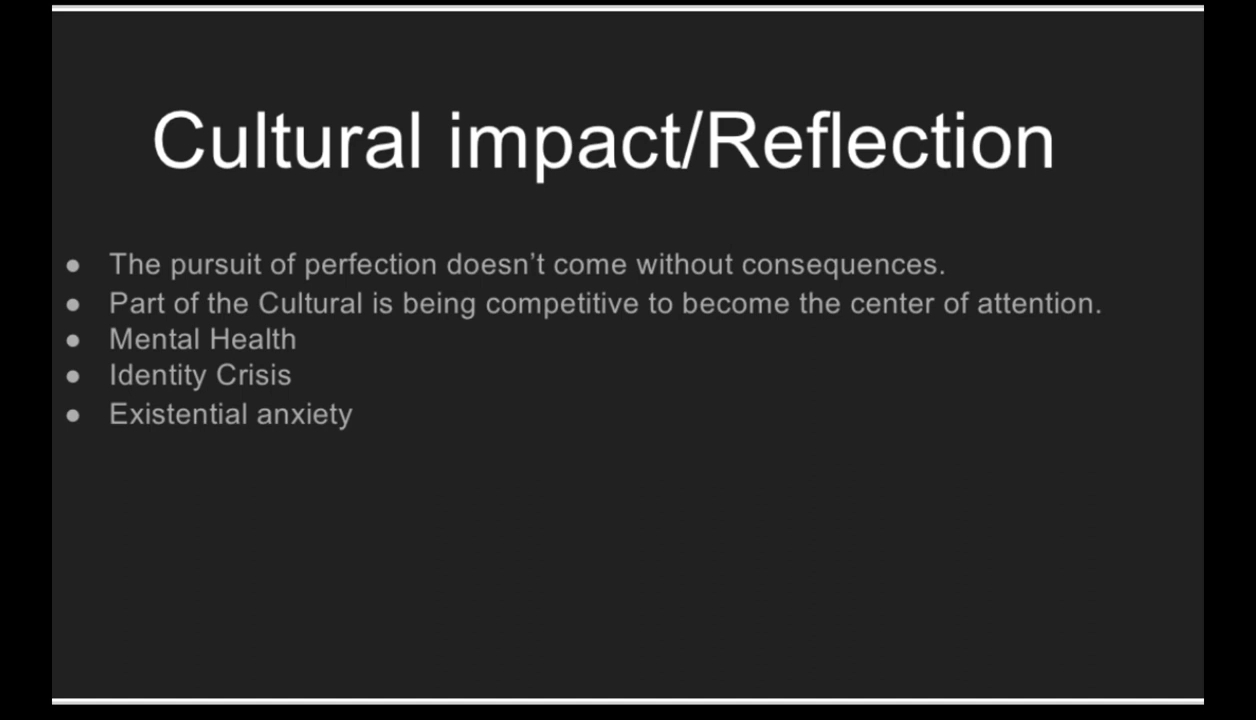 Cultural impact/Reflection
● The pursuit of perfection doesn’t come without consequences.
● Part of the Cultural is being competitive to become the center of attention.
● Mental Health
● Identity Crisis
● Existential anxiety